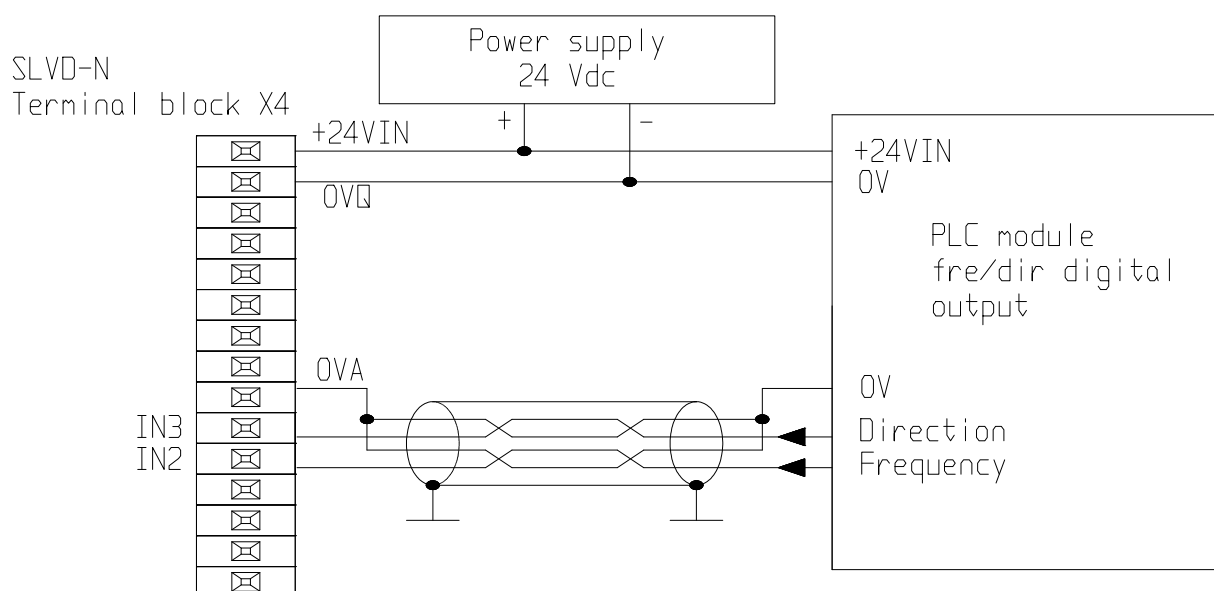 Power supply
24 Vdc
SLVD-N
Terminal block X4
+ -
+24VIN
0VQ
+24VIN
0V
PLC module
fre/dir digital
output
0VA
0V
IN3
Direction
IN2
Frequency